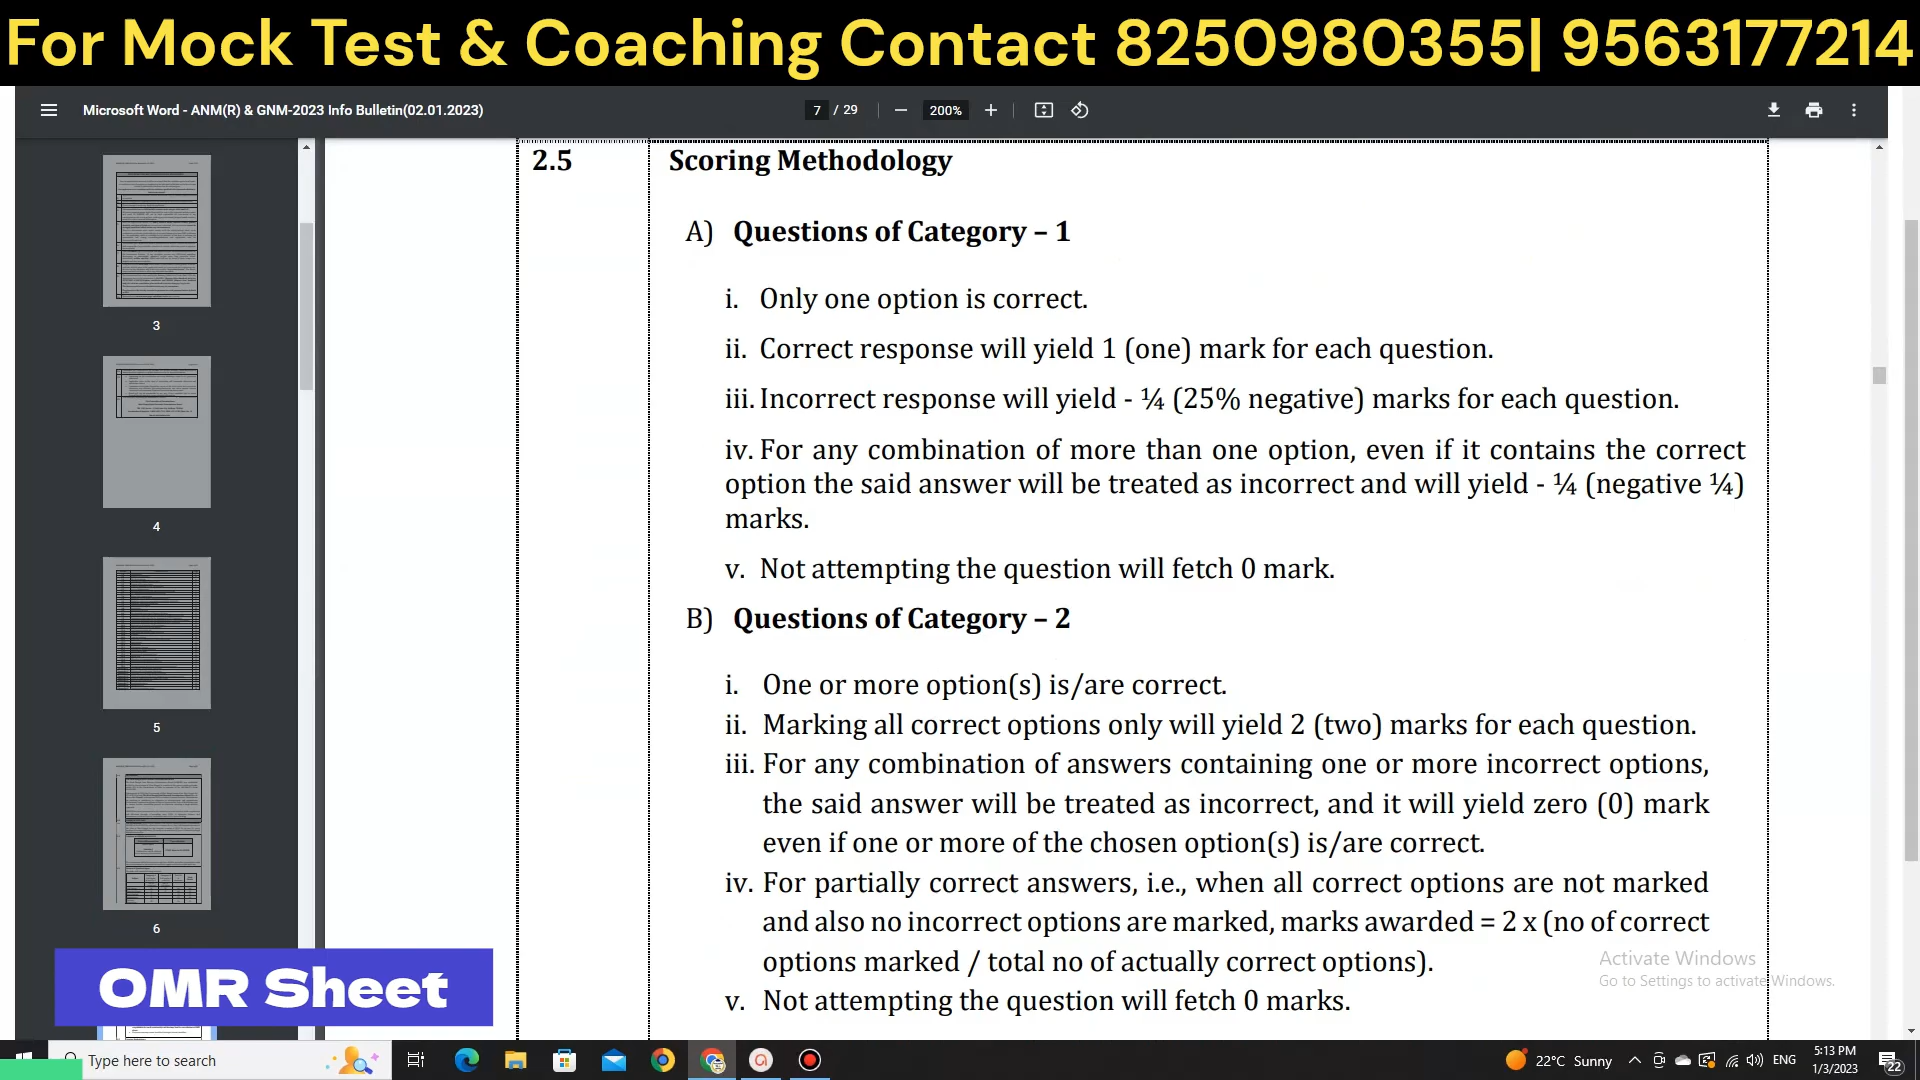 For Mock Test & Coaching Contact 8250980355| 9563177214
Microsoft Word - ANM(R) & GNM-2023 Info Bulletin(02.01.2023)
7 / 29
200%
3
4
5
6
2.5
Scoring Methodology
A) Questions of Category – 1
i. Only one option is correct.
ii. Correct response will yield 1 (one) mark for each question.
iii. Incorrect response will yield - ¼ (25% negative) marks for each question.
iv. For any combination of more than one option, even if it contains the correct
option the said answer will be treated as incorrect and will yield - ¼ (negative ¼)
marks.
v. Not attempting the question will fetch 0 mark.
B) Questions of Category – 2
i. One or more option(s) is/are correct.
ii. Marking all correct options only will yield 2 (two) marks for each question.
iii. For any combination of answers containing one or more incorrect options,
the said answer will be treated as incorrect, and it will yield zero (0) mark
even if one or more of the chosen option(s) is/are correct.
iv. For partially correct answers, i.e., when all correct options are not marked
and also no incorrect options are marked, marks awarded = 2 x (no of correct
options marked / total no of actually correct options).
v. Not attempting the question will fetch 0 marks.
Activate Windows
Go to Settings to activate Windows.
OMR Sheet
Type here to search
22°C Sunny
ENG
5:13 PM
1/3/2023
22